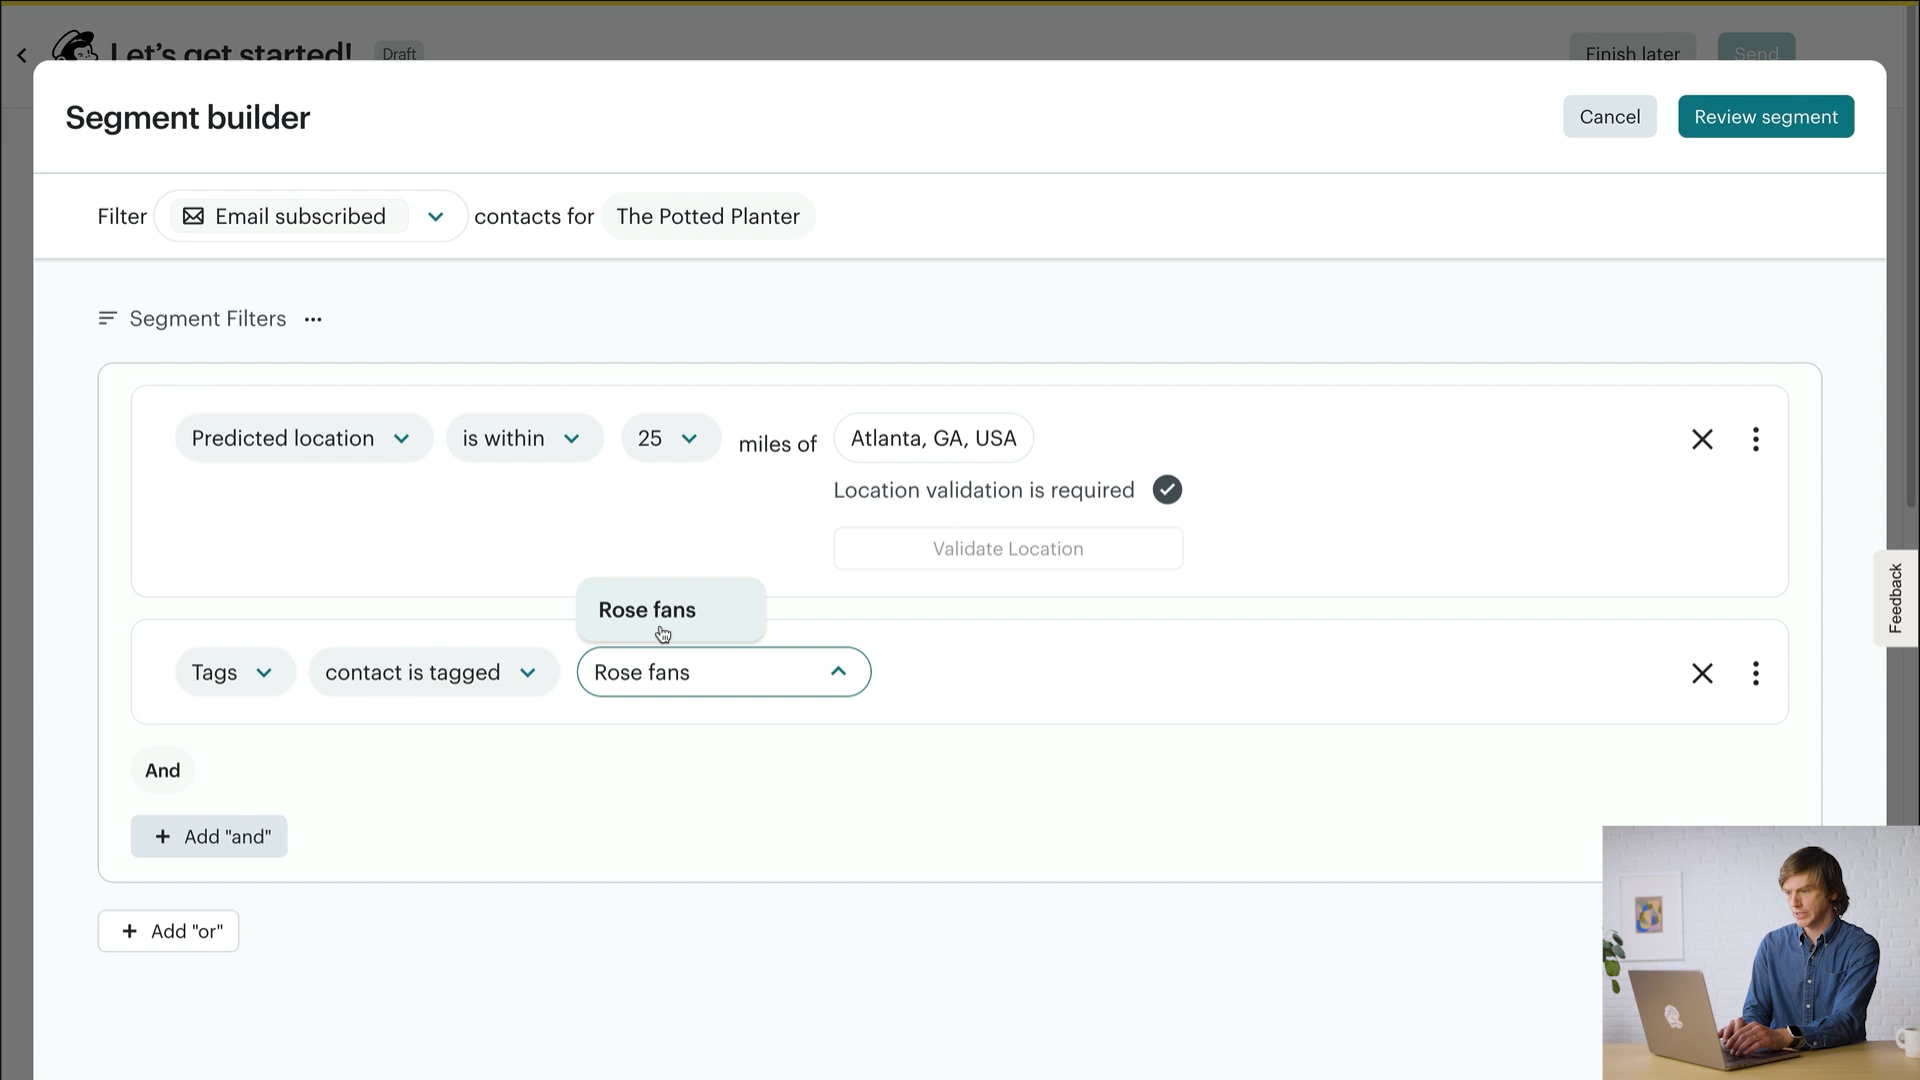 Let's get started! Draft Finish later Send
Segment builder Cancel Review segment
Filter Email subscribed contacts for The Potted Planter
Segment Filters ...
Predicted location is within 25 miles of Atlanta, GA, USA
Location validation is required
Validate Location
Rose fans
Tags contact is tagged Rose fans
And
+ Add "and"
+ Add "or"
Feedback